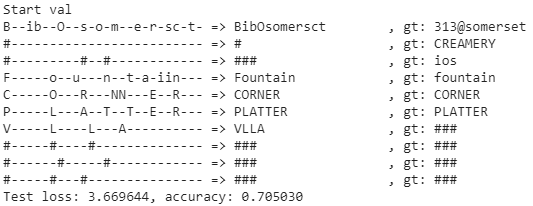 Start val
B--ib--O--s-o-m--e-r-sc-t- => BibOsomersct        , gt: 313@somerset
#------------------------- => #                   , gt: CREAMERY
#---------#--#------------ => ###                 , gt: ios
F-----o--u---n--t-a-iin--- => Fountain            , gt: fountain
C-----O---R---NN---E--R--- => CORNER              , gt: CORNER
P-----L---A--T--T--E--R--- => PLATTER             , gt: PLATTER
V-----L----L---A---------- => VLLA                , gt: ###
#-----#----#-------------- => ###                 , gt: ###
#------#-----#------------ => ###                 , gt: ###
#-----#---#--------------- => ###                 , gt: ###
Test loss: 3.669644, accuracy: 0.705030